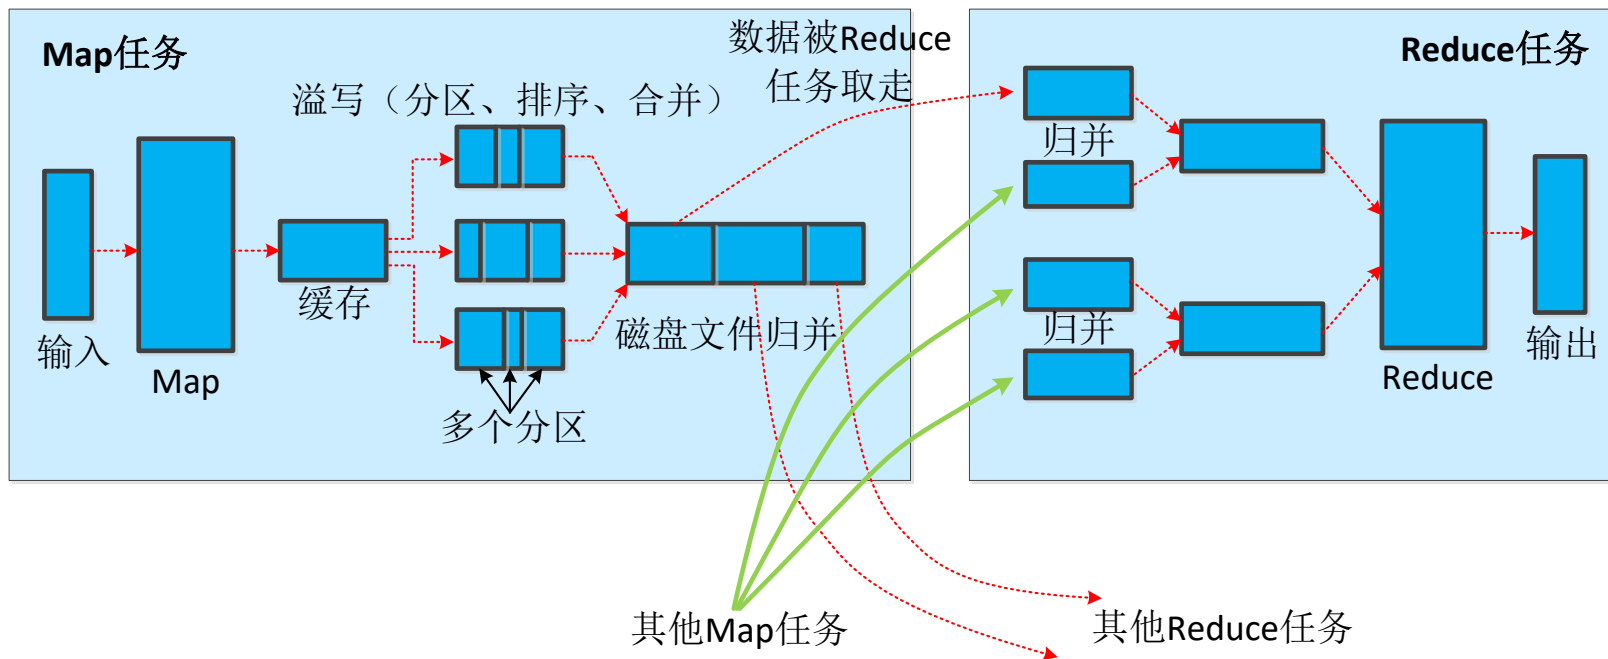 Map任务
溢写（分区、排序、合并）
数据被Reduce
任务取走
输入
Map
缓存
多个分区
磁盘文件归并
Reduce任务
归并
归并
Reduce
输出
其他Map任务
其他Reduce任务